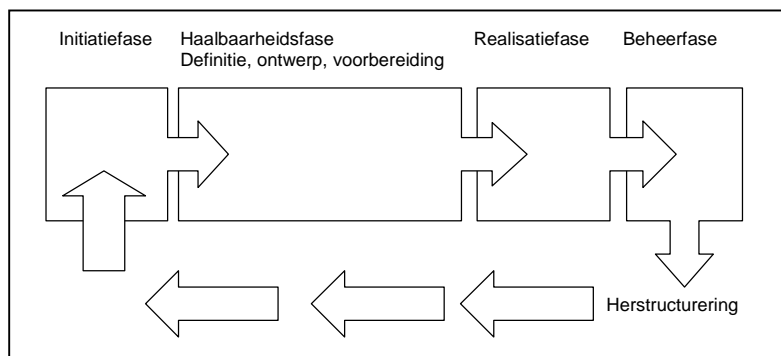 Initiatiefase
Haalbaarheidsfase
Definitie, ontwerp, voorbereiding
Realisatiefase
Beheerfase
Herstructurering